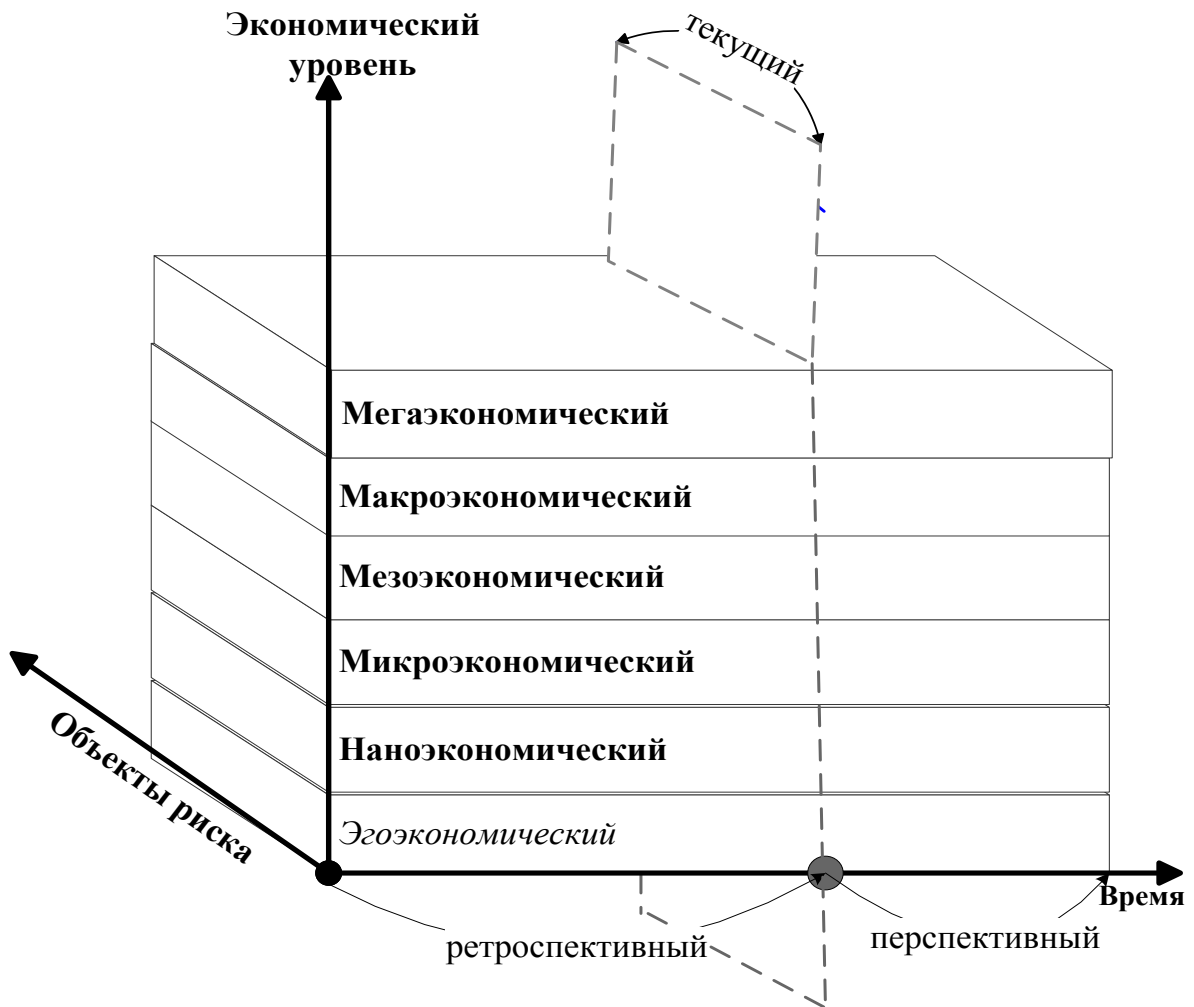 Экономический
уровень
текущий
Мегаэкономический
Макроэкономический
Мезоэкономический
Микроэкономический
Наноэкономический
Эгоэкономический
Объекты риска
Время
ретроспективный
перспективный